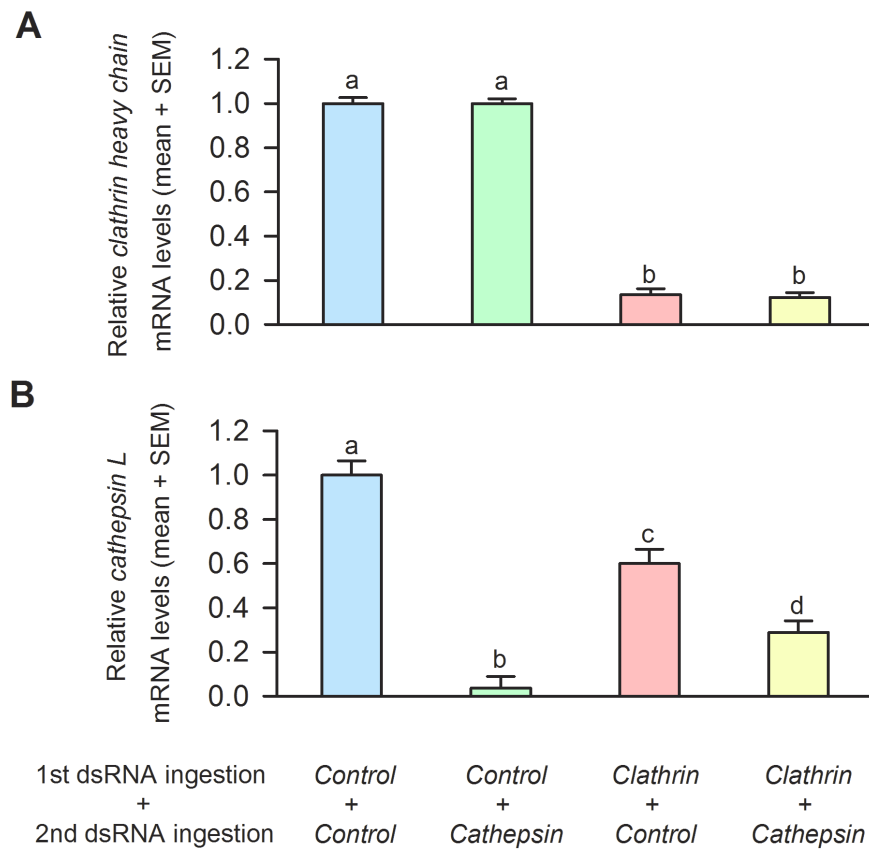 A
Relative clathrin heavy chain
mRNA levels (mean + SEM)
1.2
1.0
0.8
0.6
0.4
0.2
0.0
a
a
b
b
B
Relative cathepsin L
mRNA levels (mean + SEM)
1.2
1.0
0.8
0.6
0.4
0.2
0.0
a
b
c
d
1st dsRNA ingestion Control Control Clathrin Clathrin
+ + + + +
2nd dsRNA ingestion Control Cathepsin Control Cathepsin